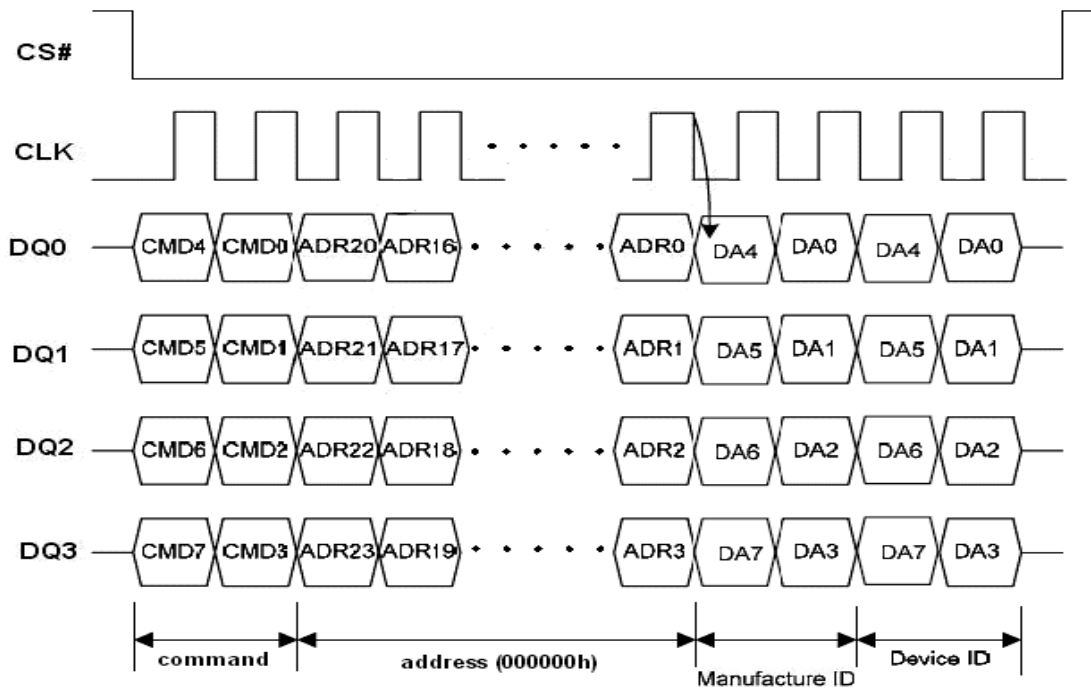 CS#
CLK
DQ0 CMD4 CMD0 ADR20 ADR16 ADR0 DA4 DA0 DA4 DA0
DQ1 CMD5 CMD1 ADR21 ADR17 ADR1 DA5 DA1 DA5 DA1
DQ2 CMD6 CMD2 ADR22 ADR18 ADR2 DA6 DA2 DA6 DA2
DQ3 CMD7 CMD3 ADR23 ADR19 ADR3 DA7 DA3 DA7 DA3
command address (000000h) Manufacture ID Device ID